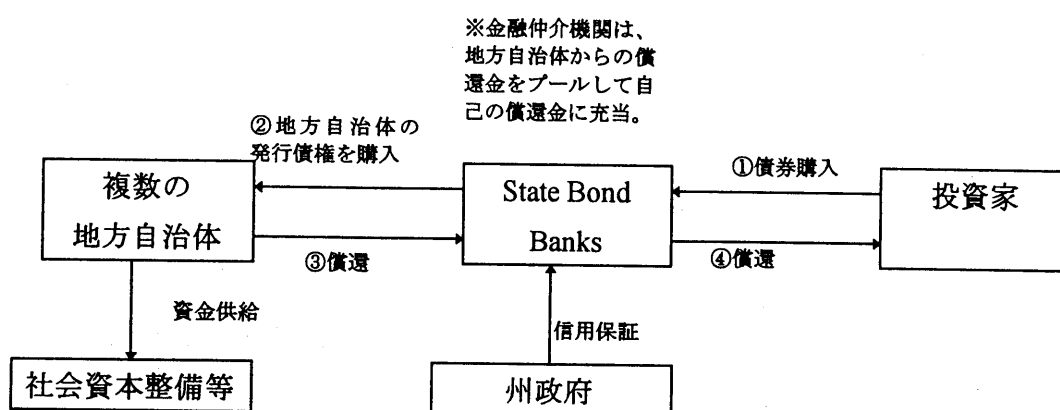 ※金融仲介機関は、
地方自治体からの償
還金をプールして自
己の償還金に充当。
②地方自治体の
発行債権を購入
①債券購入
複数の
地方自治体
State Bond
Banks
投資家
③償還
④償還
資金供給
信用保証
社会資本整備等
州政府